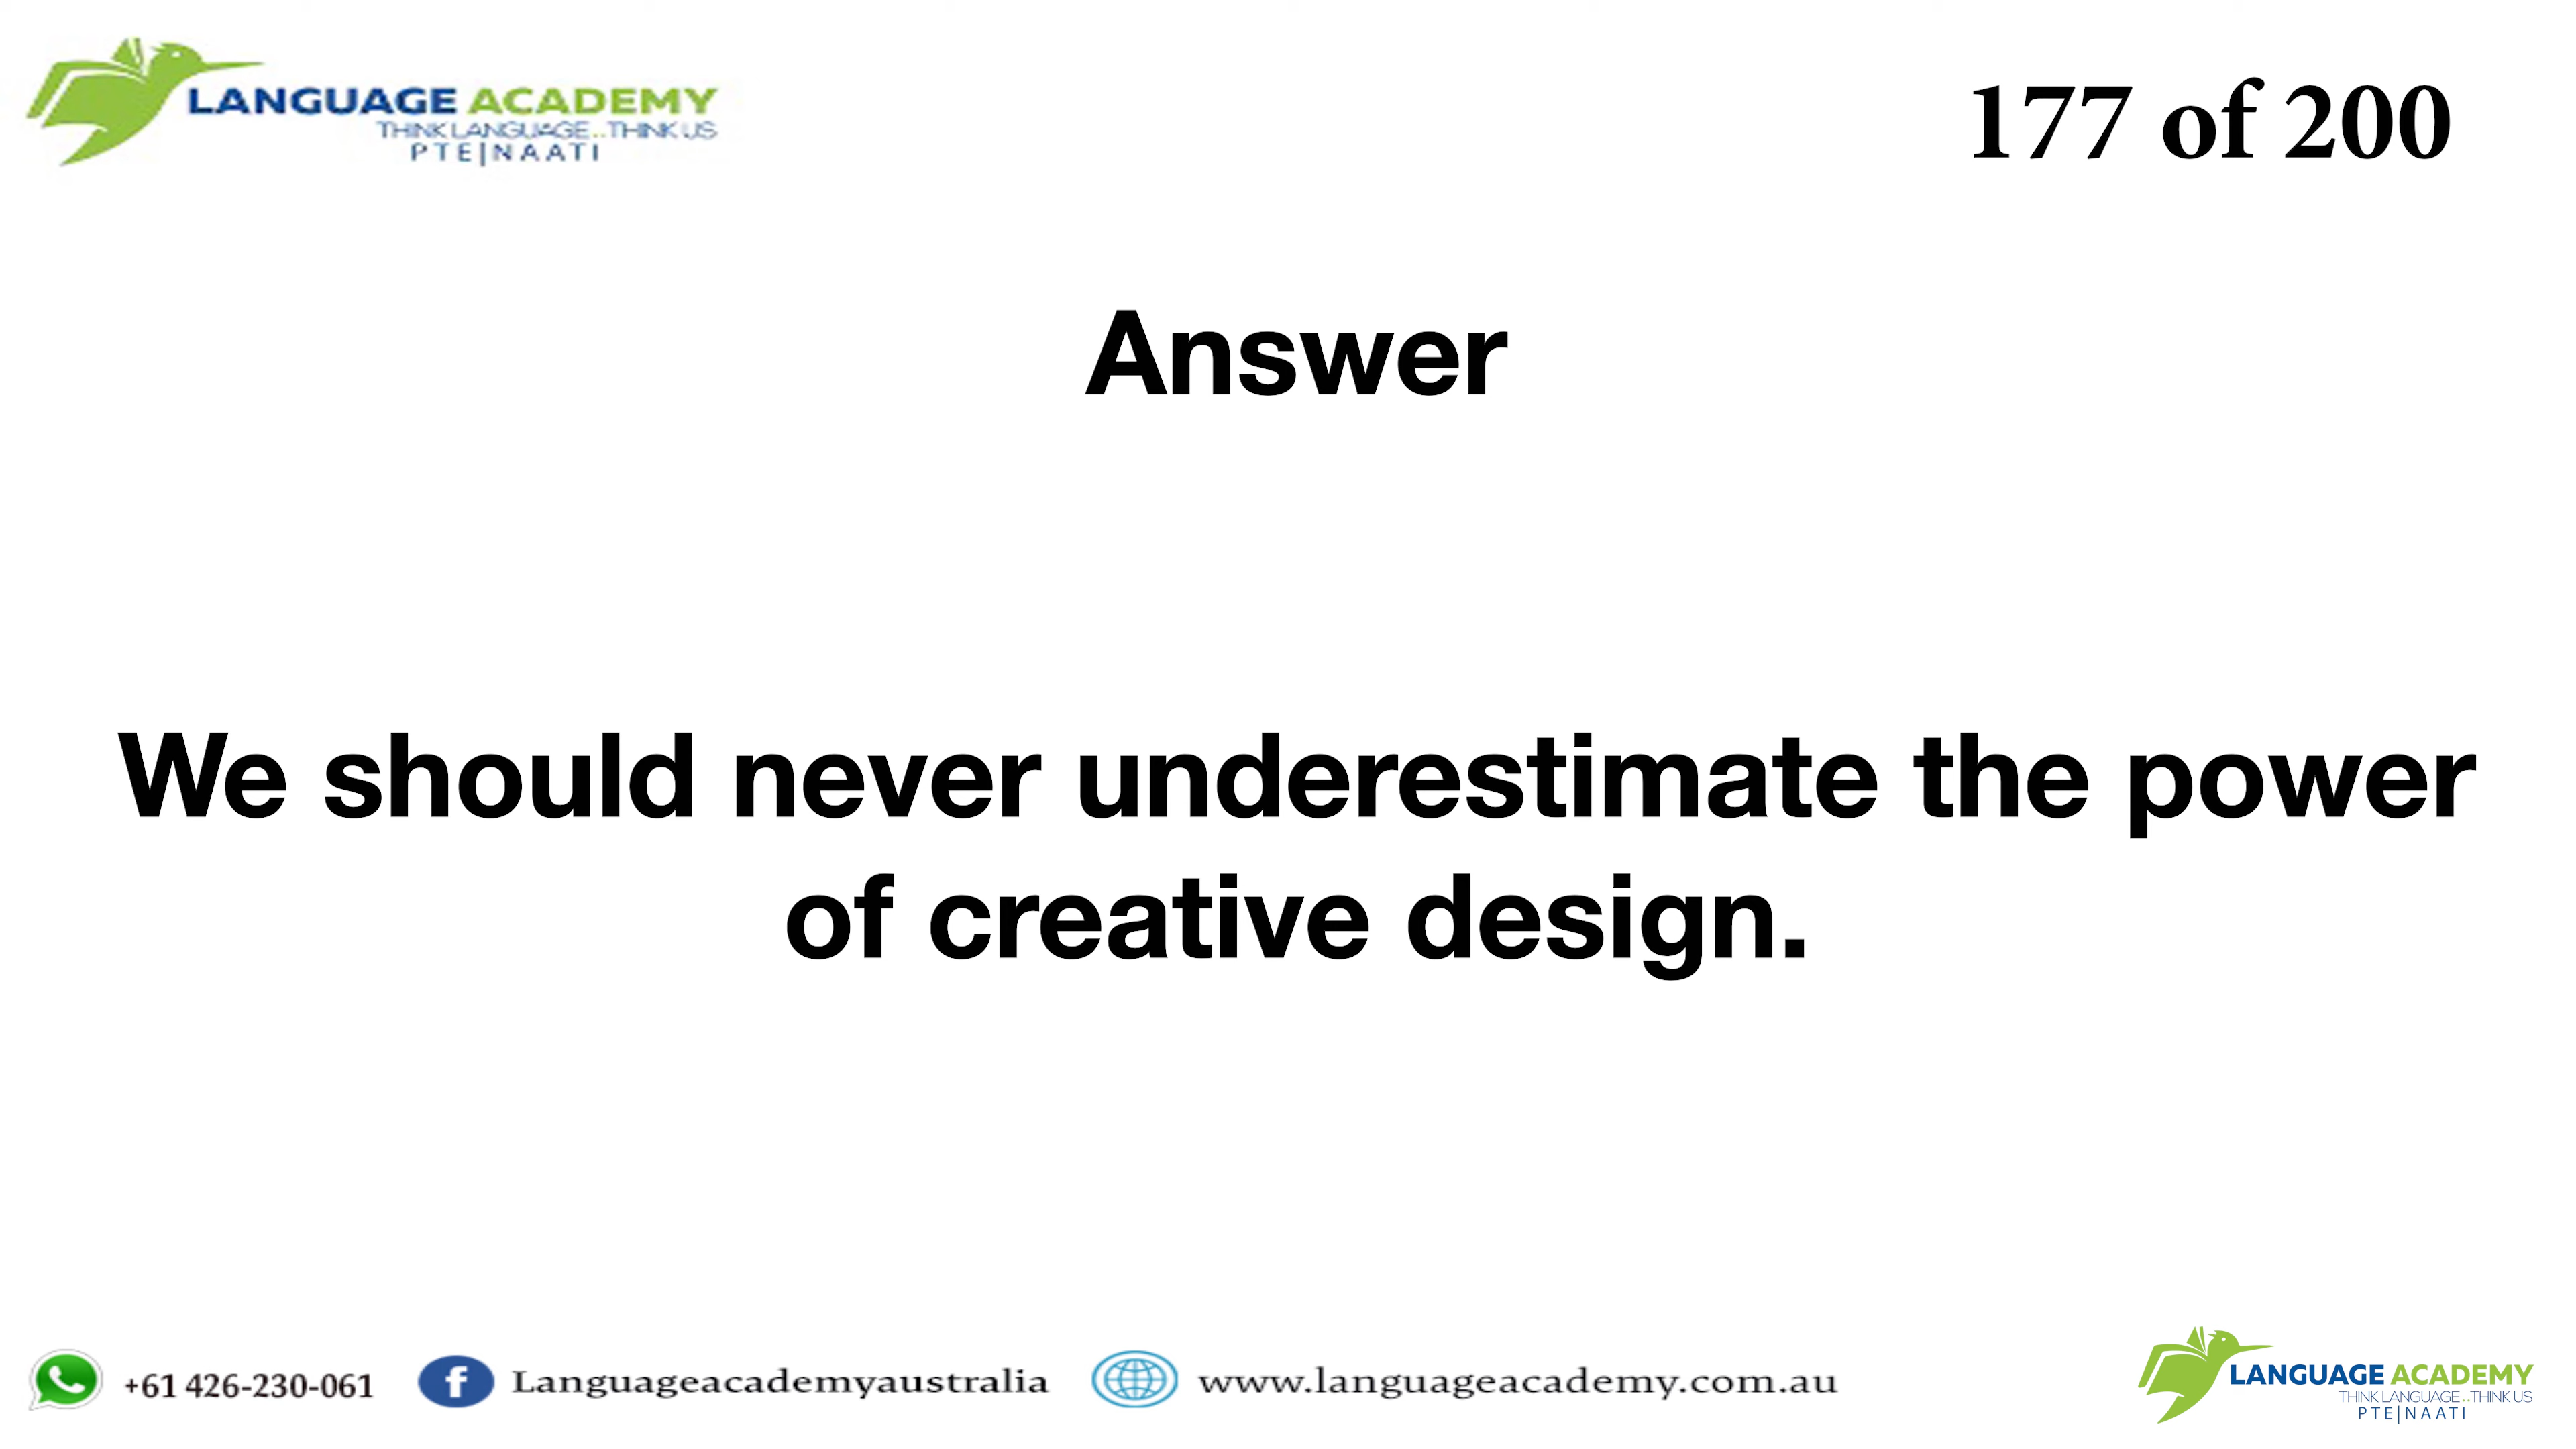 LANGUAGE ACADEMY
THINK LANGUAGE..THINK US
PTE|NAATI
177 of 200
Answer
We should never underestimate the power
of creative design.
+61 426-230-061
Languageacademyaustralia
www.languageacademy.com.au
LANGUAGE ACADEMY
THINK LANGUAGE..THINK US
PTE|NAATI